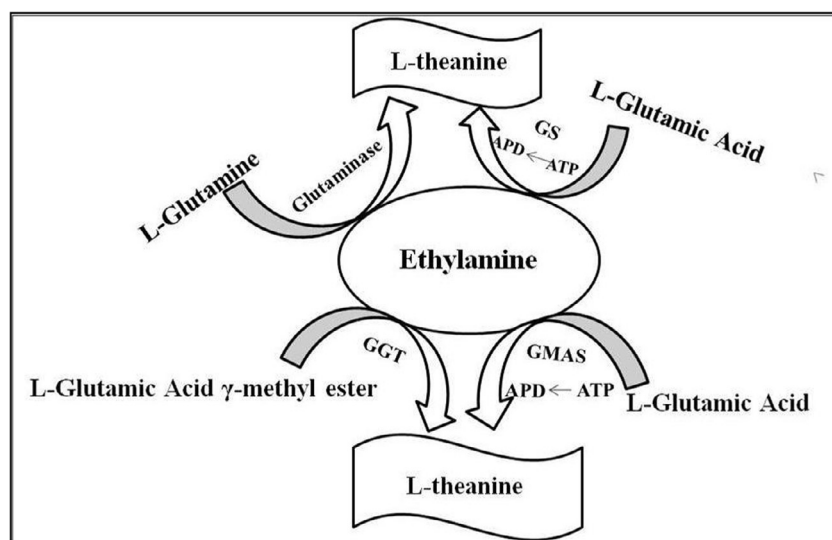 L-theanine
L-Glutamic Acid
GS
APD ← ATP
Glutaminase
L-Glutamine
Ethylamine
GGT
GMAS
L-Glutamic Acid γ-methyl ester
APD ← ATP
L-Glutamic Acid
L-theanine